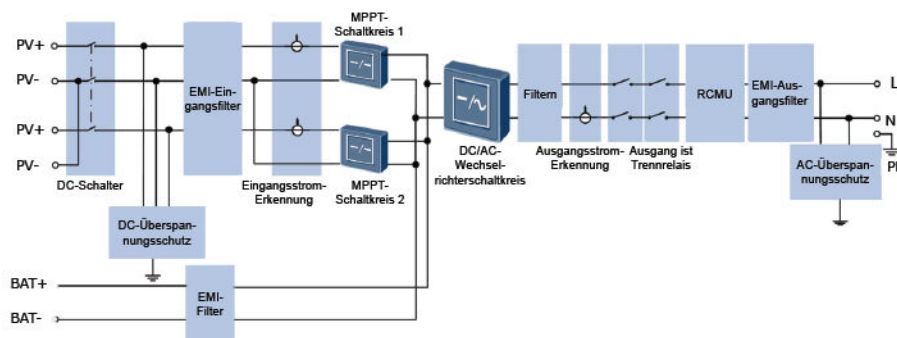 MPPT-
Schaltkreis 1
PV+
PV-
PV+
PV-
EMI-Ein-
gangsfilter
Filtern
RCMU
EMI-Aus-
gangsfilter
L
N
DC-Schalter
Eingangsstrom-
Erkennung
MPPT-
Schaltkreis 2
DC/AC-
Wechsel-
richterschaltkreis
Ausgangsstrom-
Erkennung
Ausgang ist
Trennrelais
AC-Überspan-
nungsschutz
DC-Überspan-
nungsschutz
BAT+
BAT-
EMI-
Filter